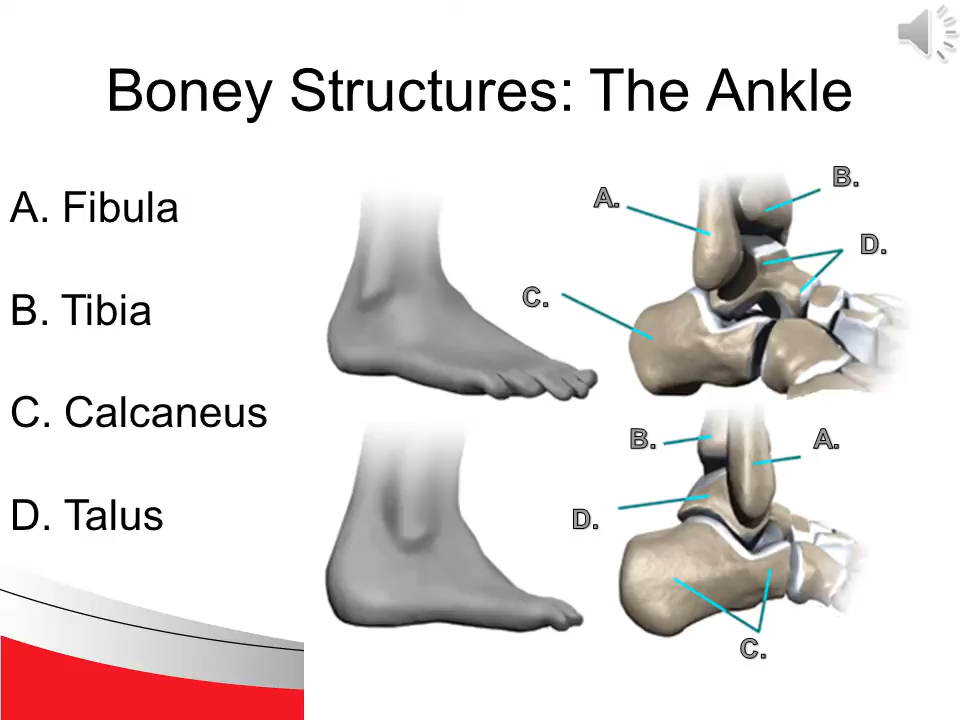 Boney Structures: The Ankle
A. Fibula
B. Tibia
C. Calcaneus
D. Talus
A.
B.
D.
C.
B.
A.
D.
C.